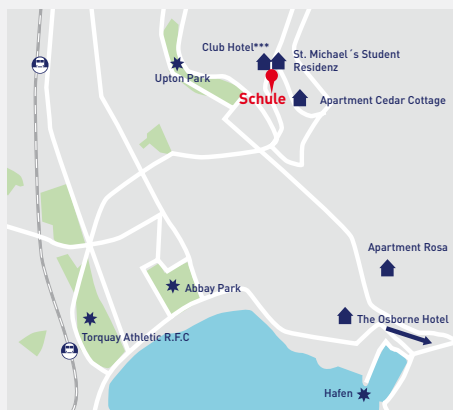 Club Hotel***
St. Michael´s Student
Residenz
Upton Park
Schule
Apartment Cedar Cottage
Apartment Rosa
Abbay Park
The Osborne Hotel
Torquay Athletic R.F.C
Hafen